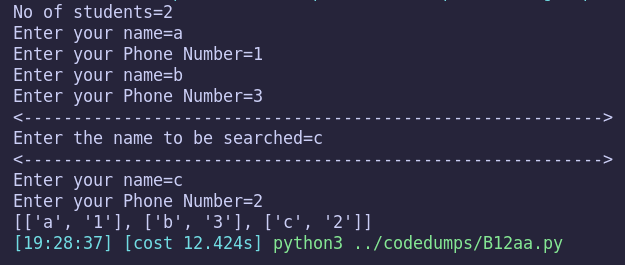 No of students=2
Enter your name=a
Enter your Phone Number=1
Enter your name=b
Enter your Phone Number=3
<---------------------------------------------------------->
Enter the name to be searched=c
<---------------------------------------------------------->
Enter your name=c
Enter your Phone Number=2
[['a', '1'], ['b', '3'], ['c', '2']]
[19:28:37] [cost 12.424s] python3 ../codedumps/B12aa.py